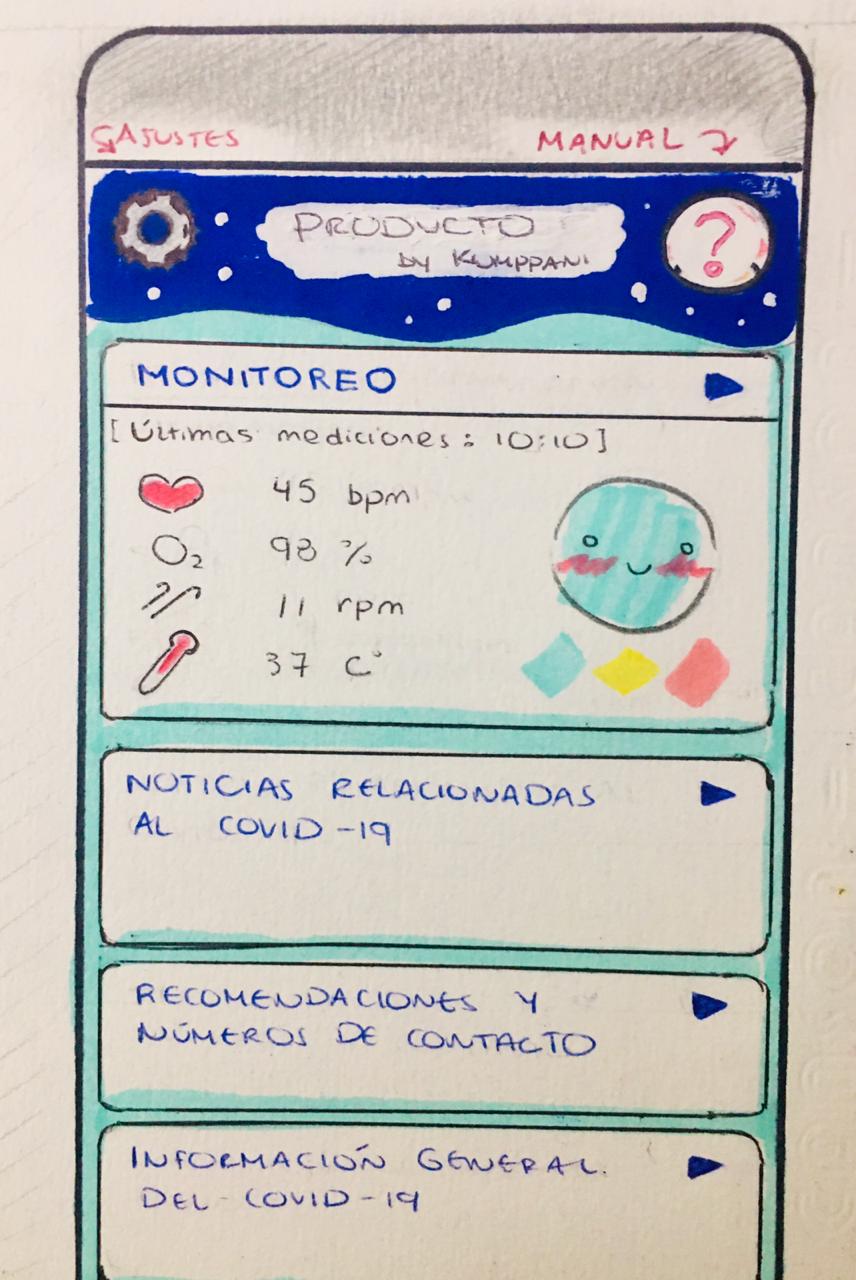 AJUSTES
MANUAL
PRODUCTO
by KUMPPANI
?
MONITOREO
[Últimas mediciones: 10:10]
45 bpm
O₂ 98 %
11 rpm
37 C°
NOTICIAS RELACIONADAS
AL COVID-19
RECOMENDACIONES Y
NÚMEROS DE CONTACTO
INFORMACIÓN GENERAL.
DEL COVID-19